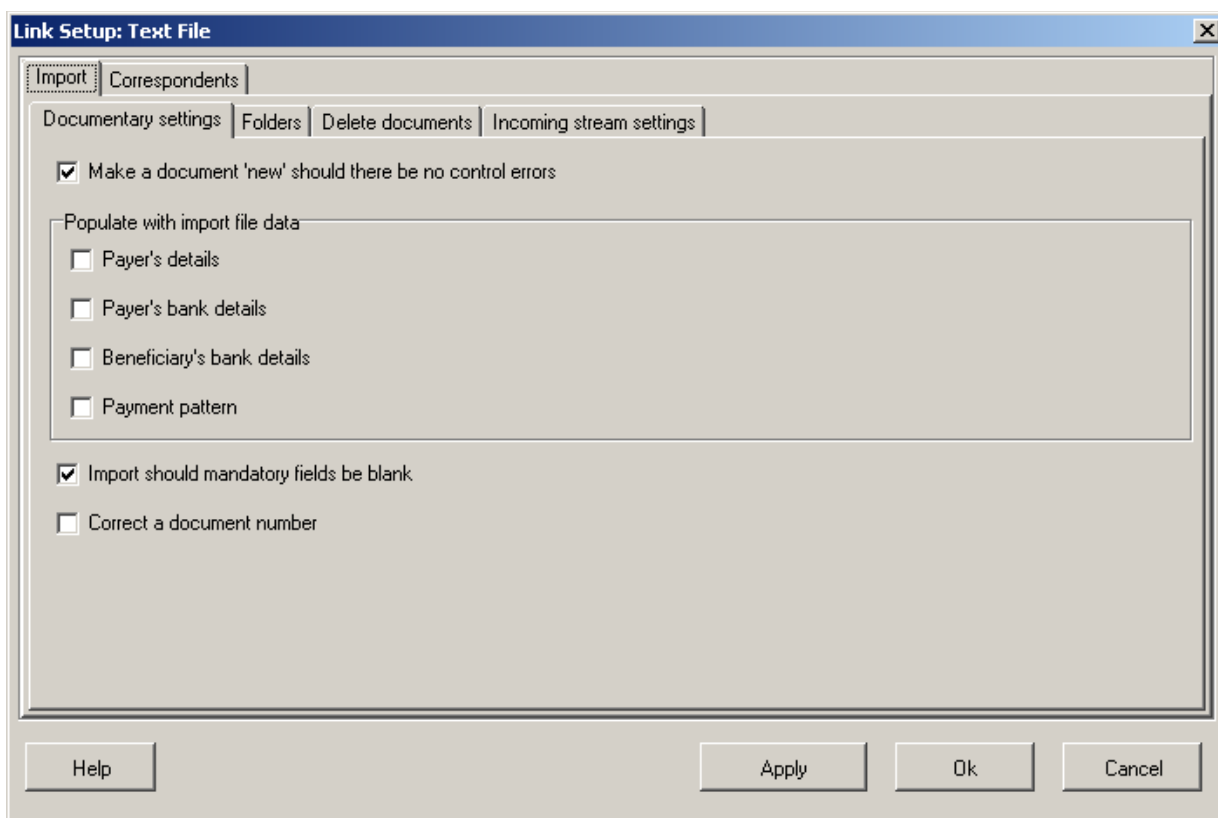 Link Setup: Text File
Import Correspondents
Documentary settings Folders Delete documents Incoming stream settings
Make a document 'new' should there be no control errors
Populate with import file data
Payer's details
Payer's bank details
Beneficiary's bank details
Payment pattern
Import should mandatory fields be blank
Correct a document number
Help Apply Ok Cancel